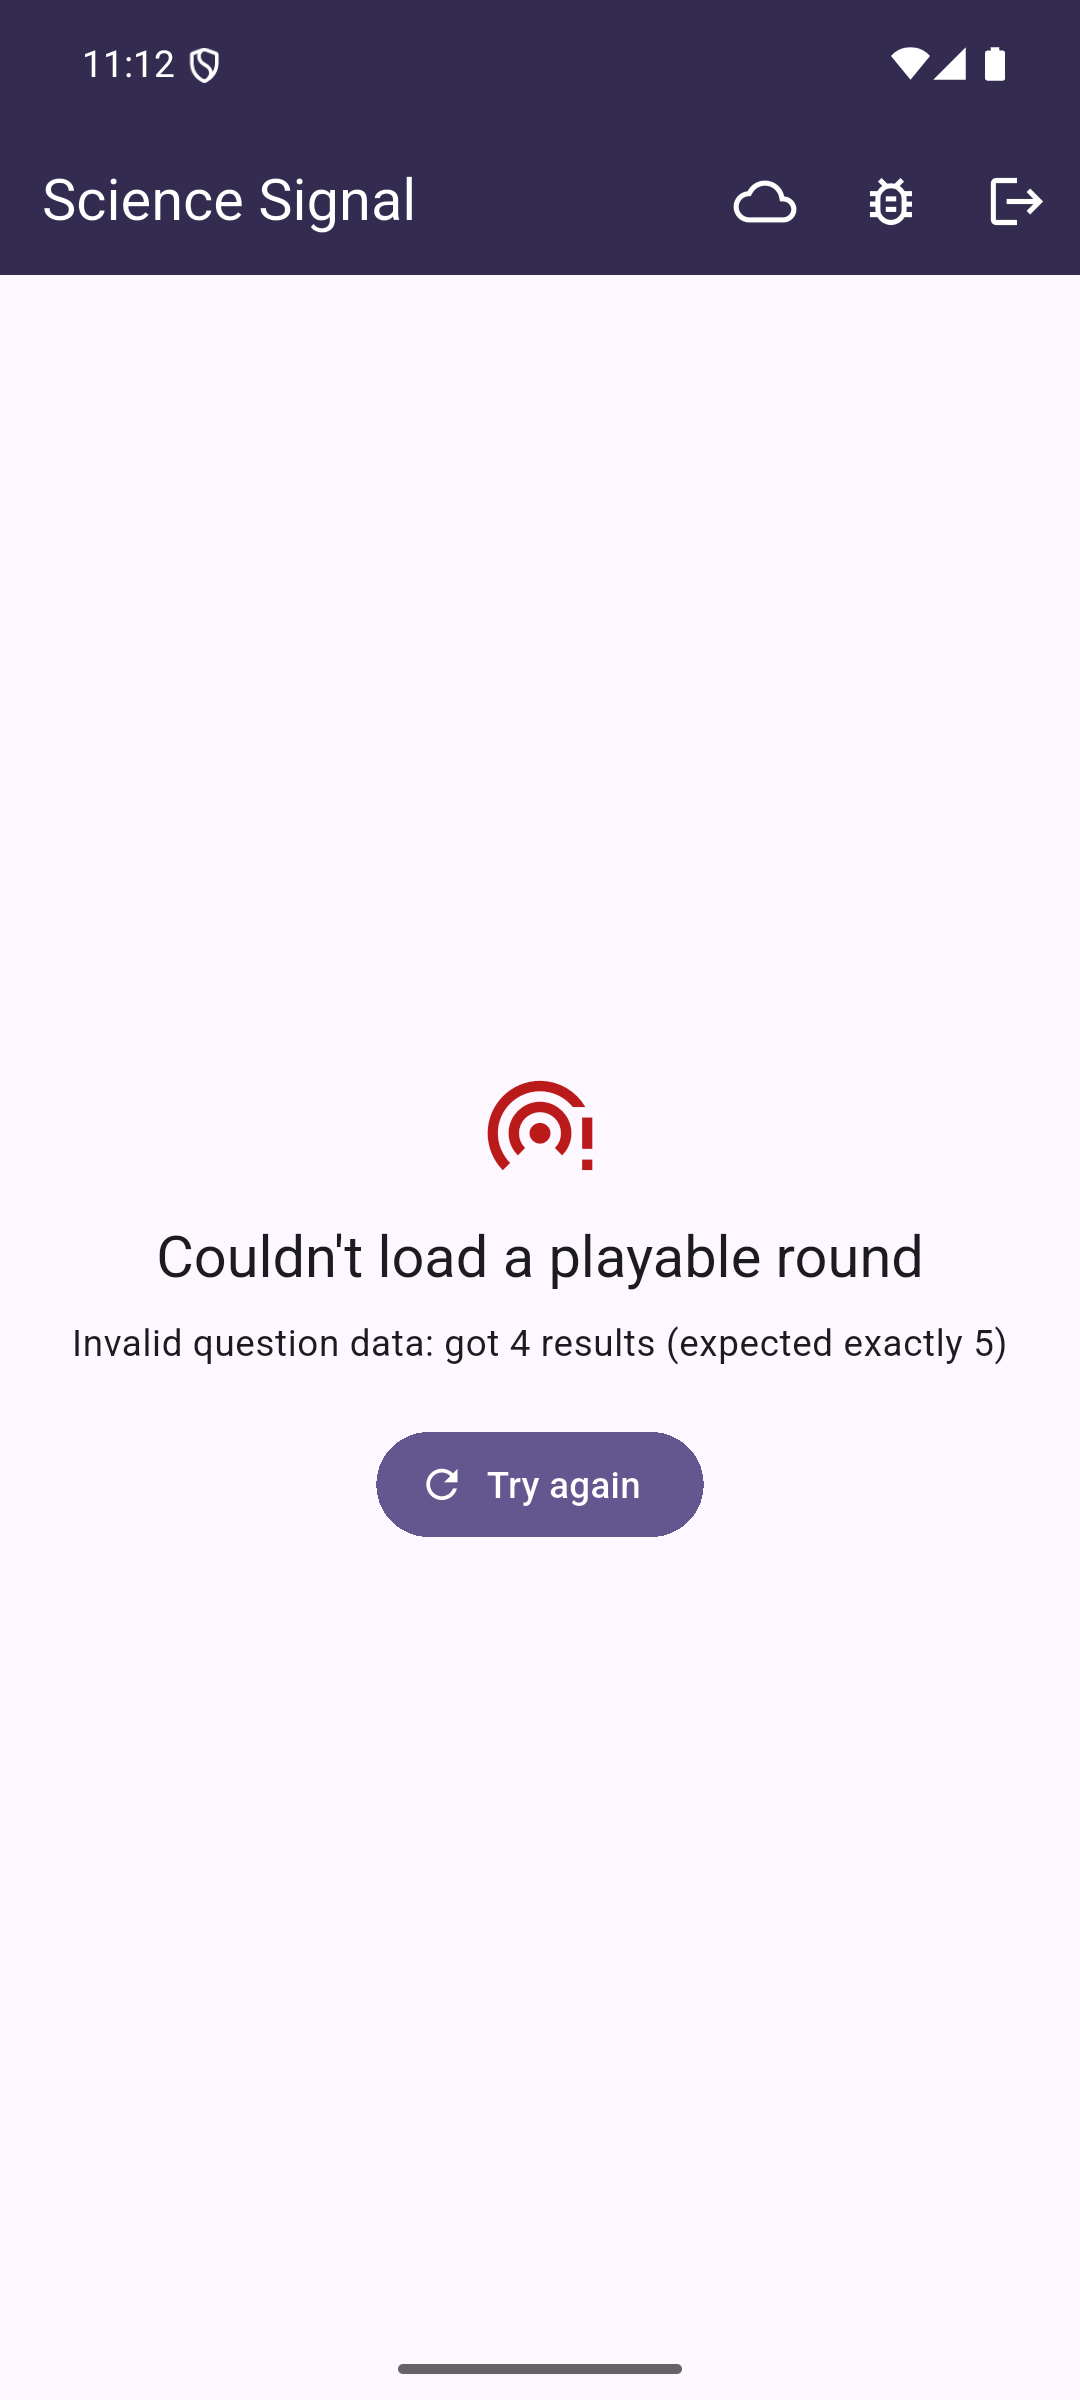 11:12
Science Signal
Couldn't load a playable round
Invalid question data: got 4 results (expected exactly 5)
Try again